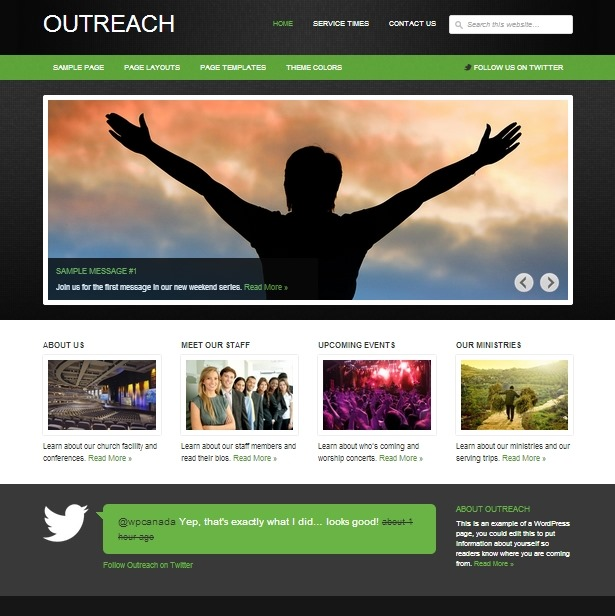 OUTREACH
HOME SERVICE TIMES CONTACT US Search this website…
SAMPLE PAGE PAGE LAYOUTS PAGE TEMPLATES THEME COLORS FOLLOW US ON TWITTER
SAMPLE MESSAGE #1
Join us for the first message in our new weekend series. Read More »
ABOUT US
Learn about our church facility and
conferences. Read More »
MEET OUR STAFF
Learn about our staff members and
read their bios. Read More »
UPCOMING EVENTS
Learn about who's coming and
worship concerts. Read More »
OUR MINISTRIES
Learn about our ministries and our
serving trips. Read More »
@wpcanada Yep, that's exactly what I did... looks good! about 1
hour ago
Follow Outreach on Twitter
ABOUT OUTREACH
This is an example of a WordPress
page, you could edit this to put
information about yourself so
readers know where you are coming
from. Read More »